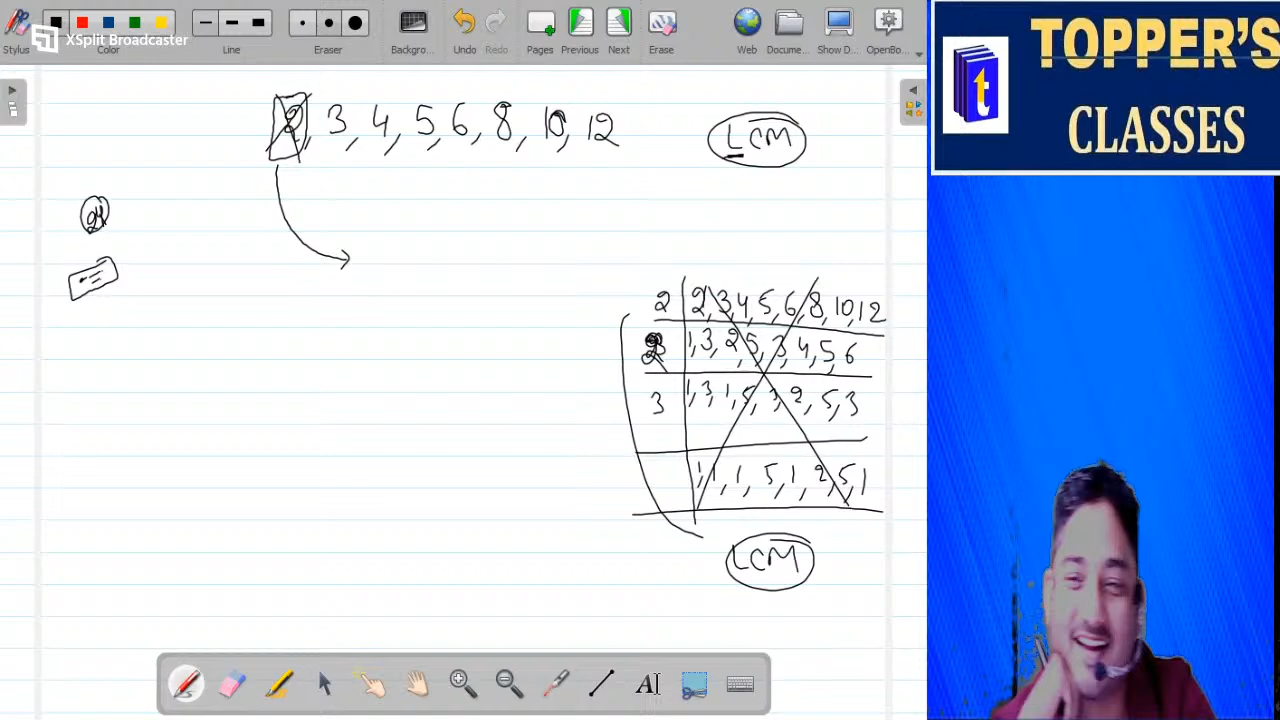 XSplit Broadcaster
Stylus Color Line Eraser Backgro... Undo Redo Pages Previous Next Erase Web Docume... Show D... OpenBo...
TOPPER'S
CLASSES
t
2, 3, 4, 5, 6, 8, 10, 12
LCM
24
2 2, 3, 4, 5, 6, 8, 10, 12
2 1, 3, 2, 5, 3, 4, 5, 6
3 1, 3, 1, 5, 3, 2, 5, 3
1, 1, 1, 5, 1, 2, 5, 1
LCM